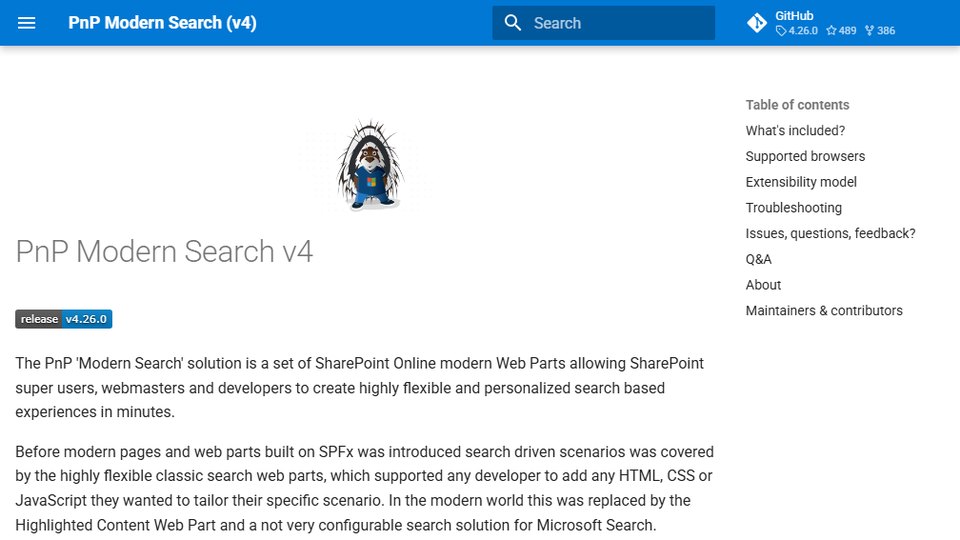 PnP Modern Search (v4)
Search
GitHub
4.26.0 489 386
PnP Modern Search v4
release v4.26.0
The PnP 'Modern Search' solution is a set of SharePoint Online modern Web Parts allowing SharePoint
super users, webmasters and developers to create highly flexible and personalized search based
experiences in minutes.
Before modern pages and web parts built on SPFx was introduced search driven scenarios was covered
by the highly flexible classic search web parts, which supported any developer to add any HTML, CSS or
JavaScript they wanted to tailor their specific scenario. In the modern world this was replaced by the
Highlighted Content Web Part and a not very configurable search solution for Microsoft Search.
Table of contents
What's included?
Supported browsers
Extensibility model
Troubleshooting
Issues, questions, feedback?
Q&A
About
Maintainers & contributors